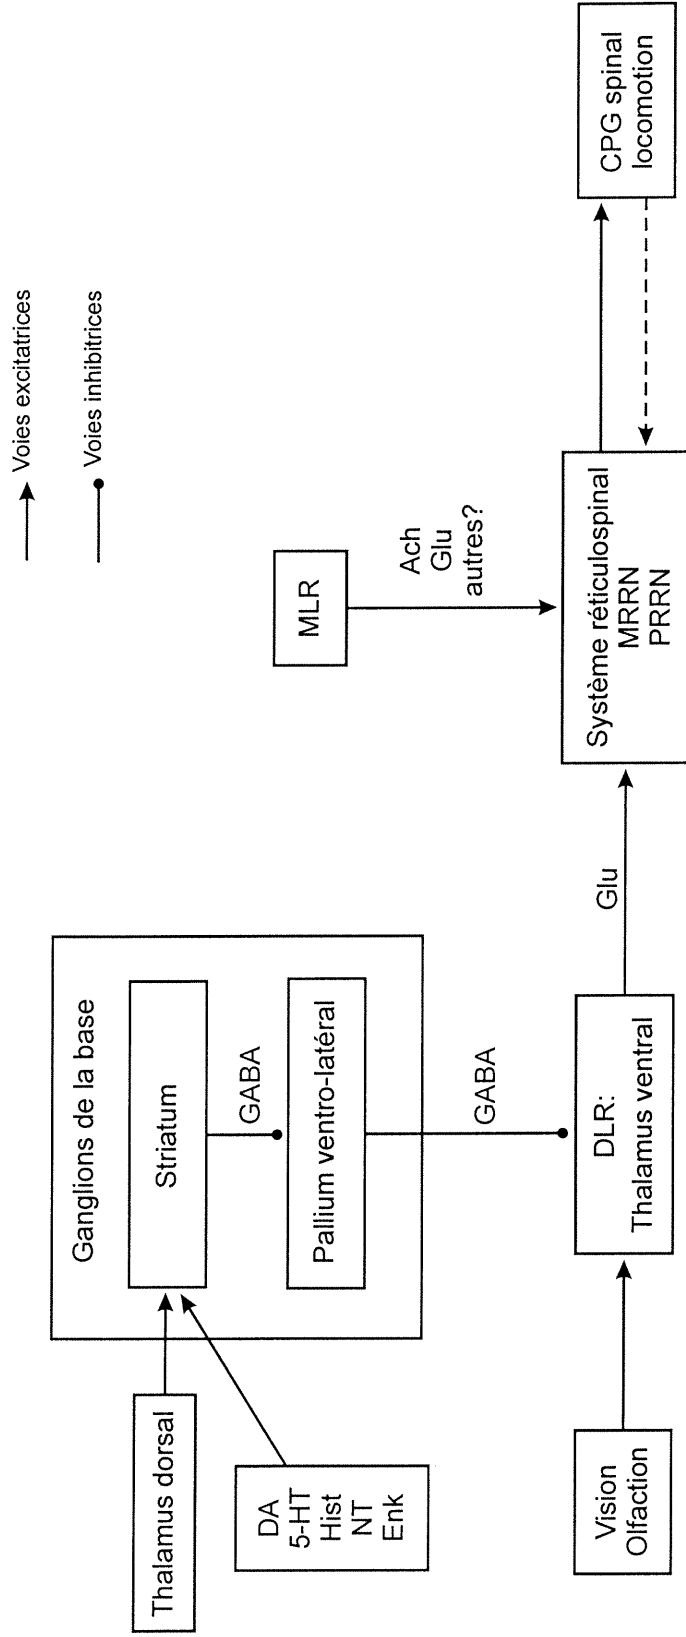 Voies excitatrices
Voies inhibitrices
Ganglions de la base
Thalamus dorsal
Striatum
GABA
DA
5-HT
Hist
NT
Enk
Pallium ventro-latéral
GABA
MLR
Ach
Glu
autres?
Vision
Olfaction
DLR:
Thalamus ventral
Glu
Système réticulospinal
MRRN
PRRN
CPG spinal
locomotion